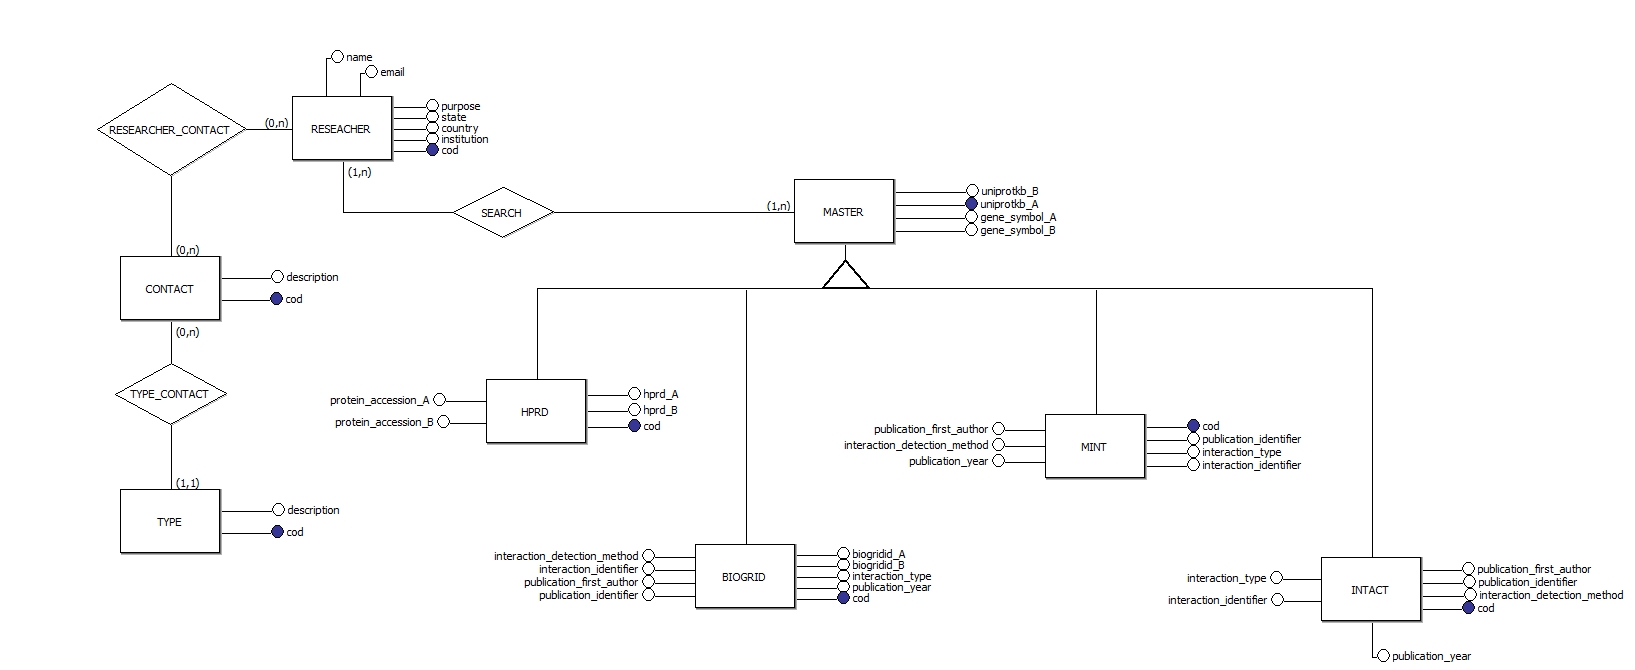 name
email
RESEARCHER_CONTACT
(0,n)
RESEACHER
purpose
state
country
institution
cod
(1,n)
SEARCH
(1,n)
MASTER
uniprotkb_B
uniprotkb_A
gene_symbol_A
gene_symbol_B
(0,n)
CONTACT
description
cod
(0,n)
TYPE_CONTACT
(1,1)
TYPE
description
cod
protein_accession_A
protein_accession_B
HPRD
hprd_A
hprd_B
cod
publication_first_author
interaction_detection_method
publication_year
MINT
cod
publication_identifier
interaction_type
interaction_identifier
interaction_detection_method
interaction_identifier
publication_first_author
publication_identifier
BIOGRID
biogridid_A
biogridid_B
interaction_type
publication_year
cod
interaction_type
interaction_identifier
INTACT
publication_first_author
publication_identifier
interaction_detection_method
cod
publication_year